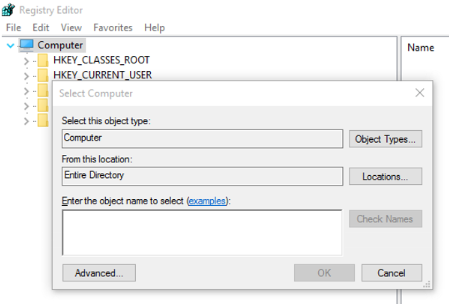 Registry Editor
File Edit View Favorites Help
Computer
Name
HKEY_CLASSES_ROOT
HKEY_CURRENT_USER
Select Computer
Select this object type:
Computer
Object Types...
From this location:
Entire Directory
Locations...
Enter the object name to select (examples):
Check Names
Advanced...
OK
Cancel